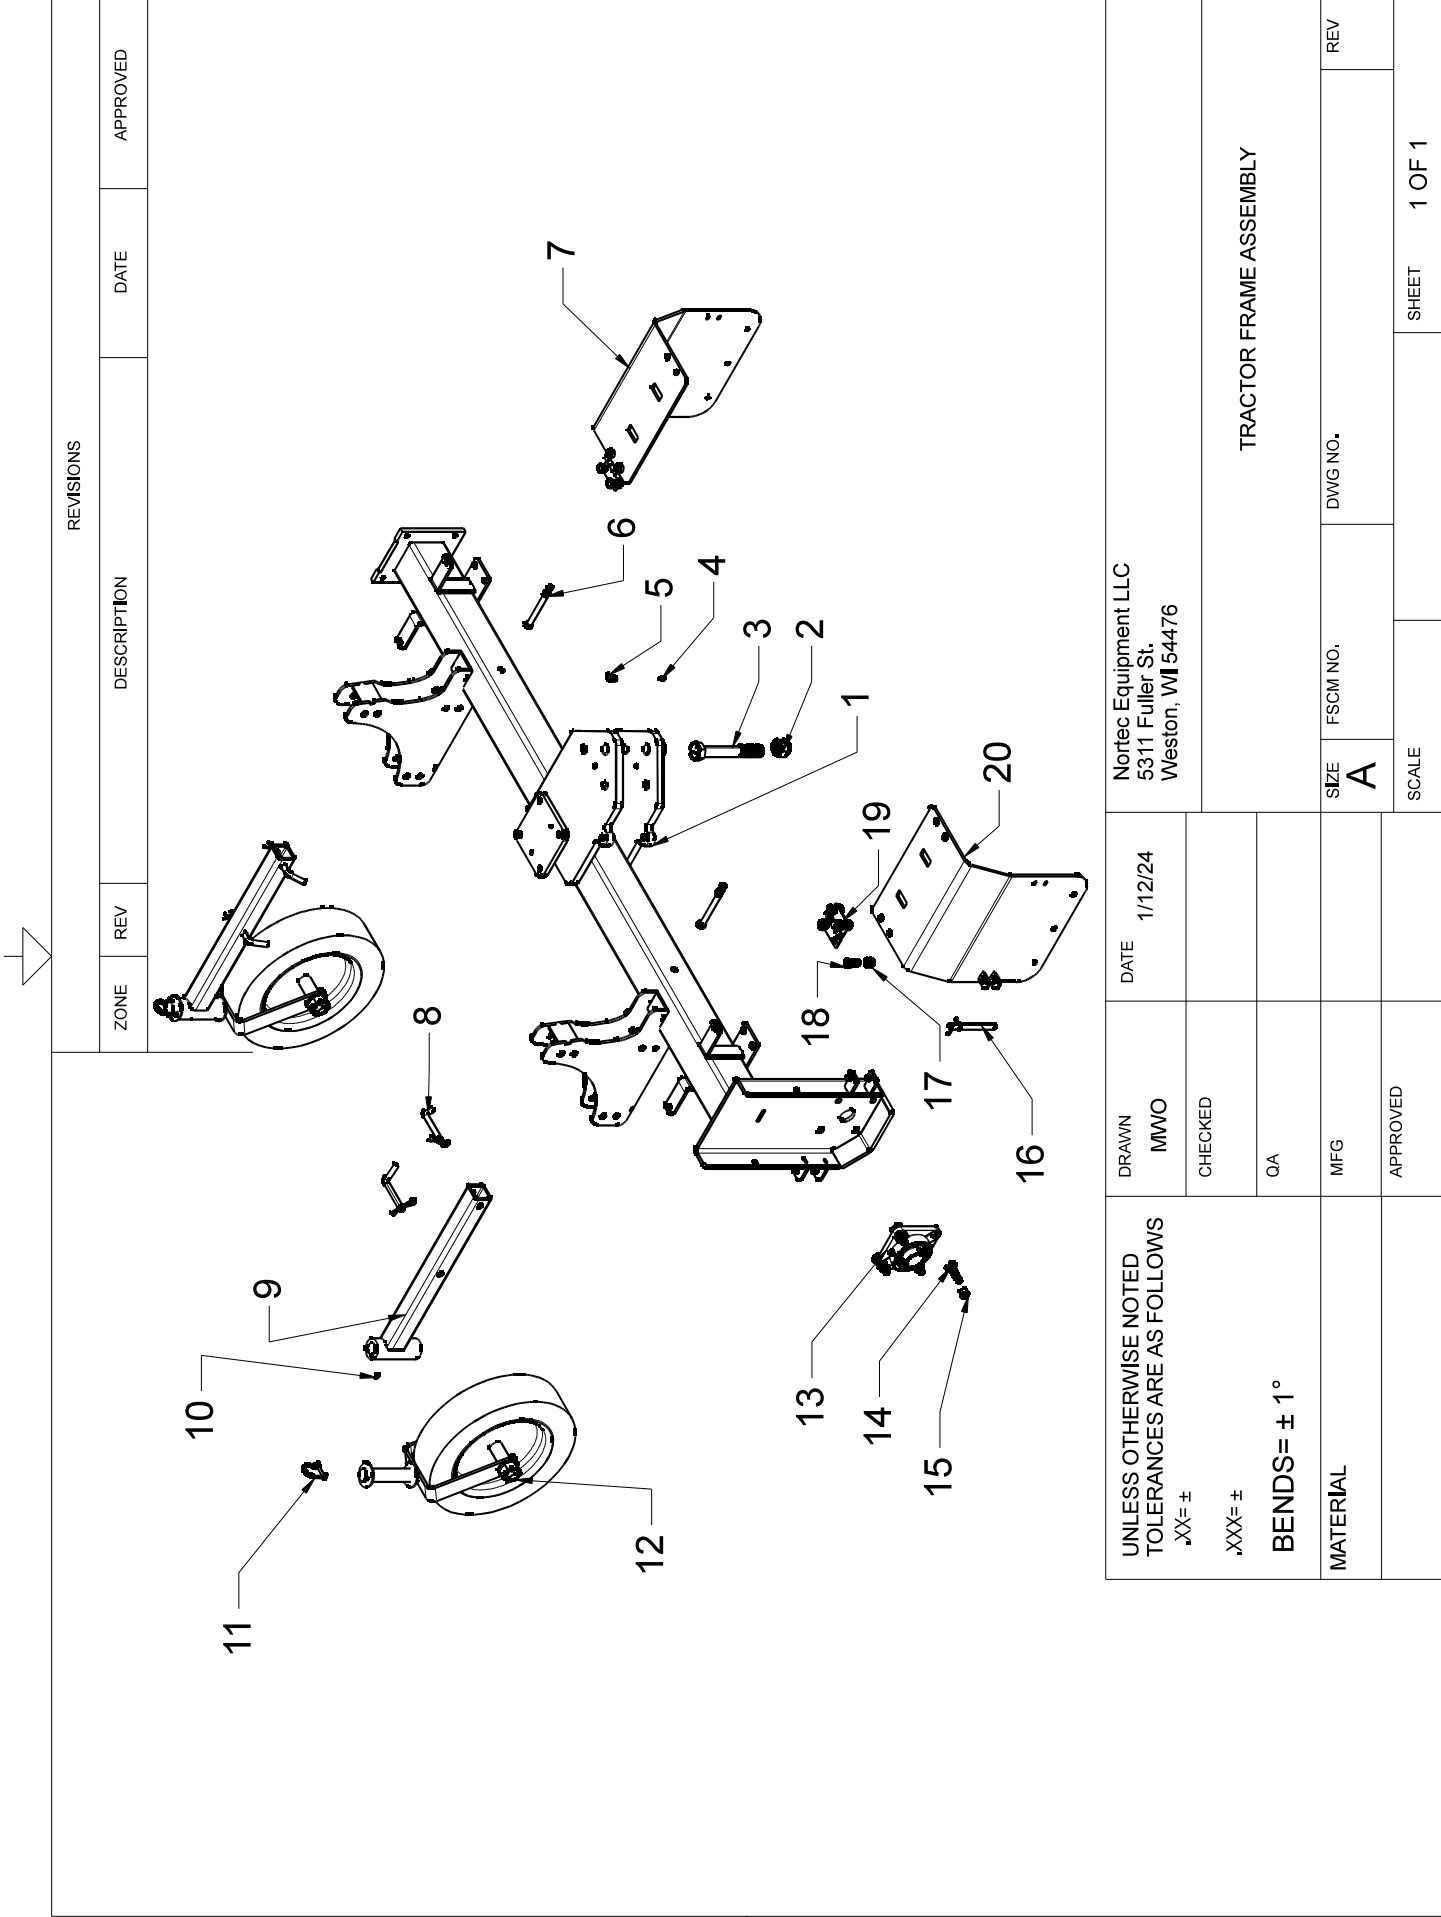 REVISIONS
ZONE REV DESCRIPTION DATE APPROVED
11
10
9
12
8
7
6
5
4
3
2
1
13
14
15
16
17
18
19
20
UNLESS OTHERWISE NOTED
TOLERANCES ARE AS FOLLOWS
.XX= ±
.XXX= ±
BENDS= ± 1°
MATERIAL
DRAWN
MWO
DATE
1/12/24
CHECKED
QA
MFG
APPROVED
Nortec Equipment LLC
5311 Fuller St.
Weston, WI 54476
TRACTOR FRAME ASSEMBLY
SIZE
A
FSCM NO.
DWG NO.
REV
SCALE
SHEET 1 OF 1